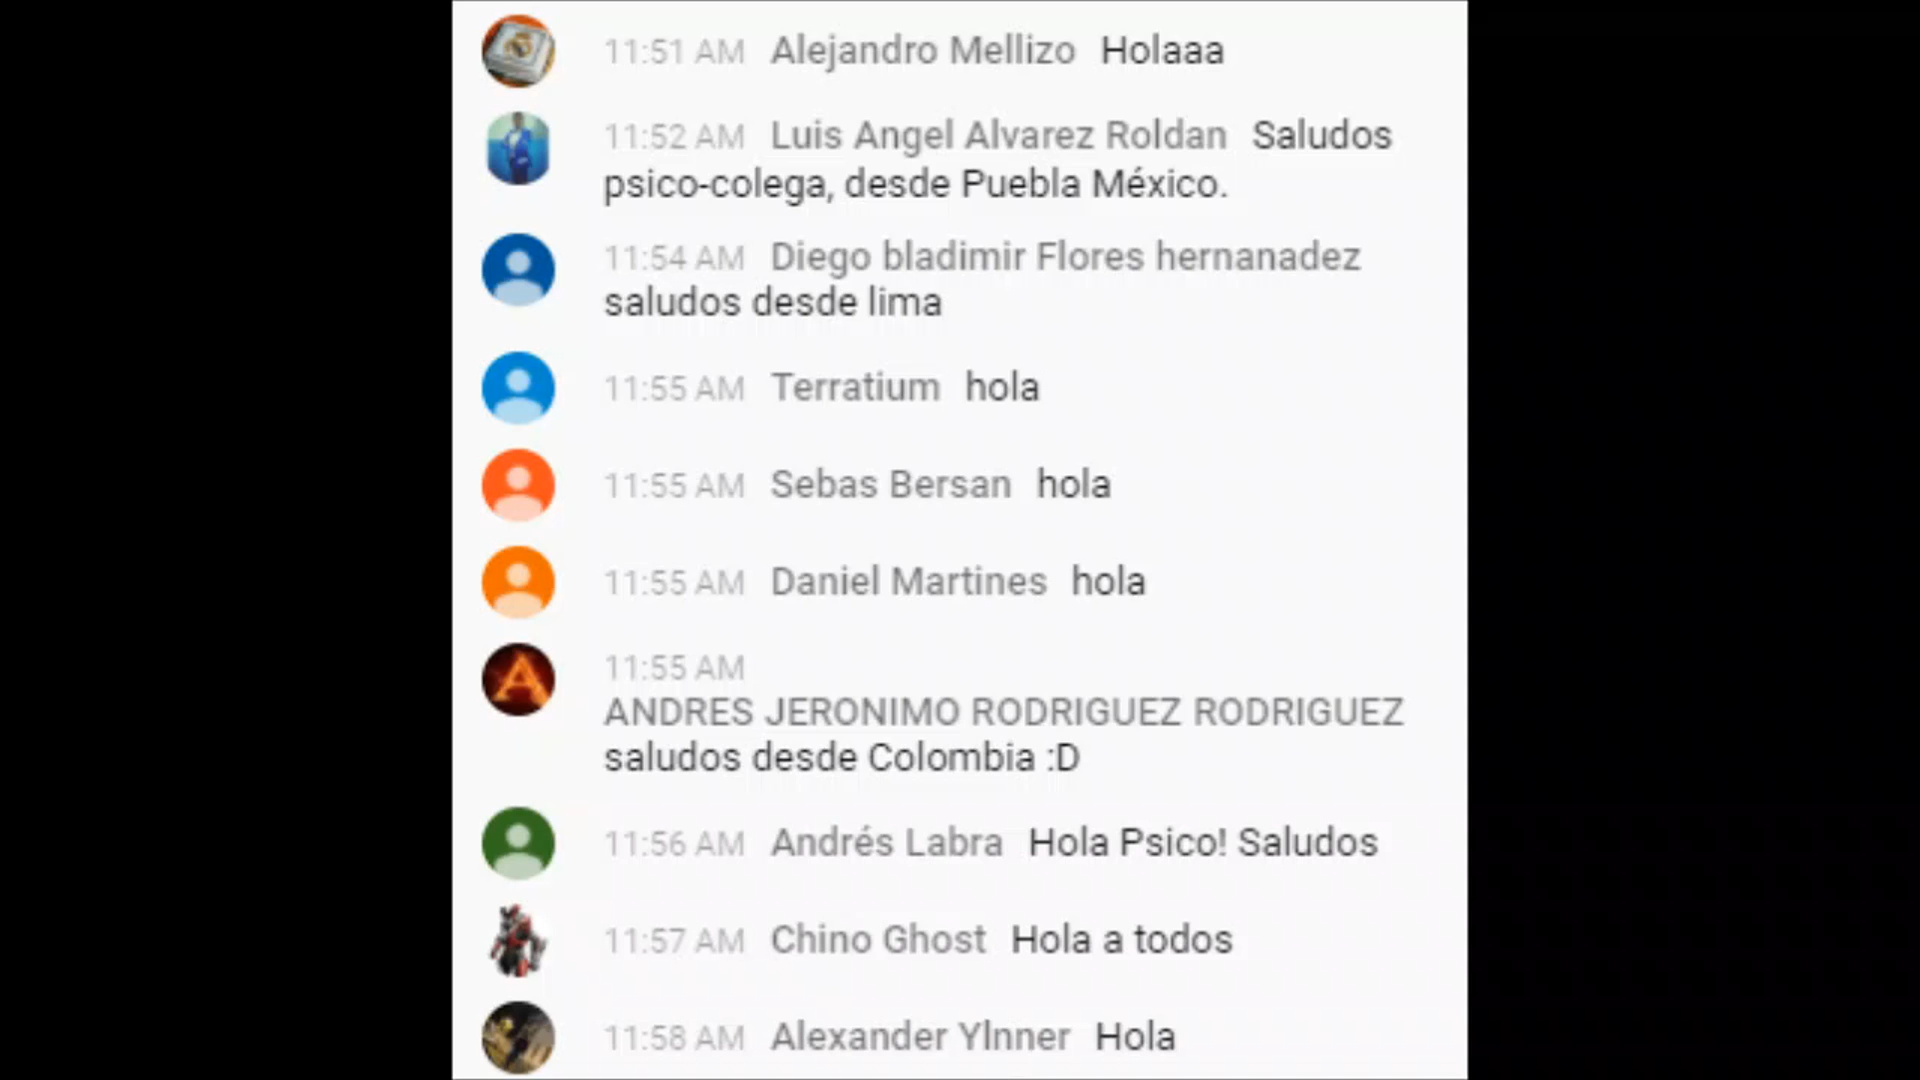 11:51 AM Alejandro Mellizo Holaaa
11:52 AM Luis Angel Alvarez Roldan Saludos
psico-colega, desde Puebla México.
11:54 AM Diego bladimir Flores hernanadez
saludos desde lima
11:55 AM Terratium hola
11:55 AM Sebas Bersan hola
11:55 AM Daniel Martines hola
11:55 AM
ANDRES JERONIMO RODRIGUEZ RODRIGUEZ
saludos desde Colombia :D
11:56 AM Andrés Labra Hola Psico! Saludos
11:57 AM Chino Ghost Hola a todos
11:58 AM Alexander Ylnner Hola